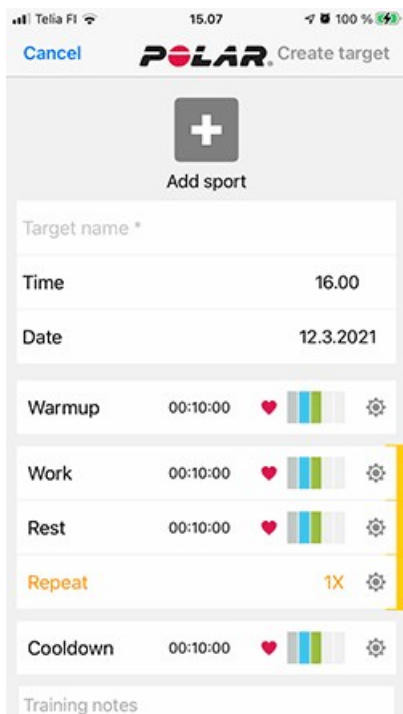 Telia FI 15.07 100 %
Cancel POLAR. Create target
Add sport
Target name *
Time 16.00
Date 12.3.2021
Warmup 00:10:00
Work 00:10:00
Rest 00:10:00
Repeat 1X
Cooldown 00:10:00
Training notes